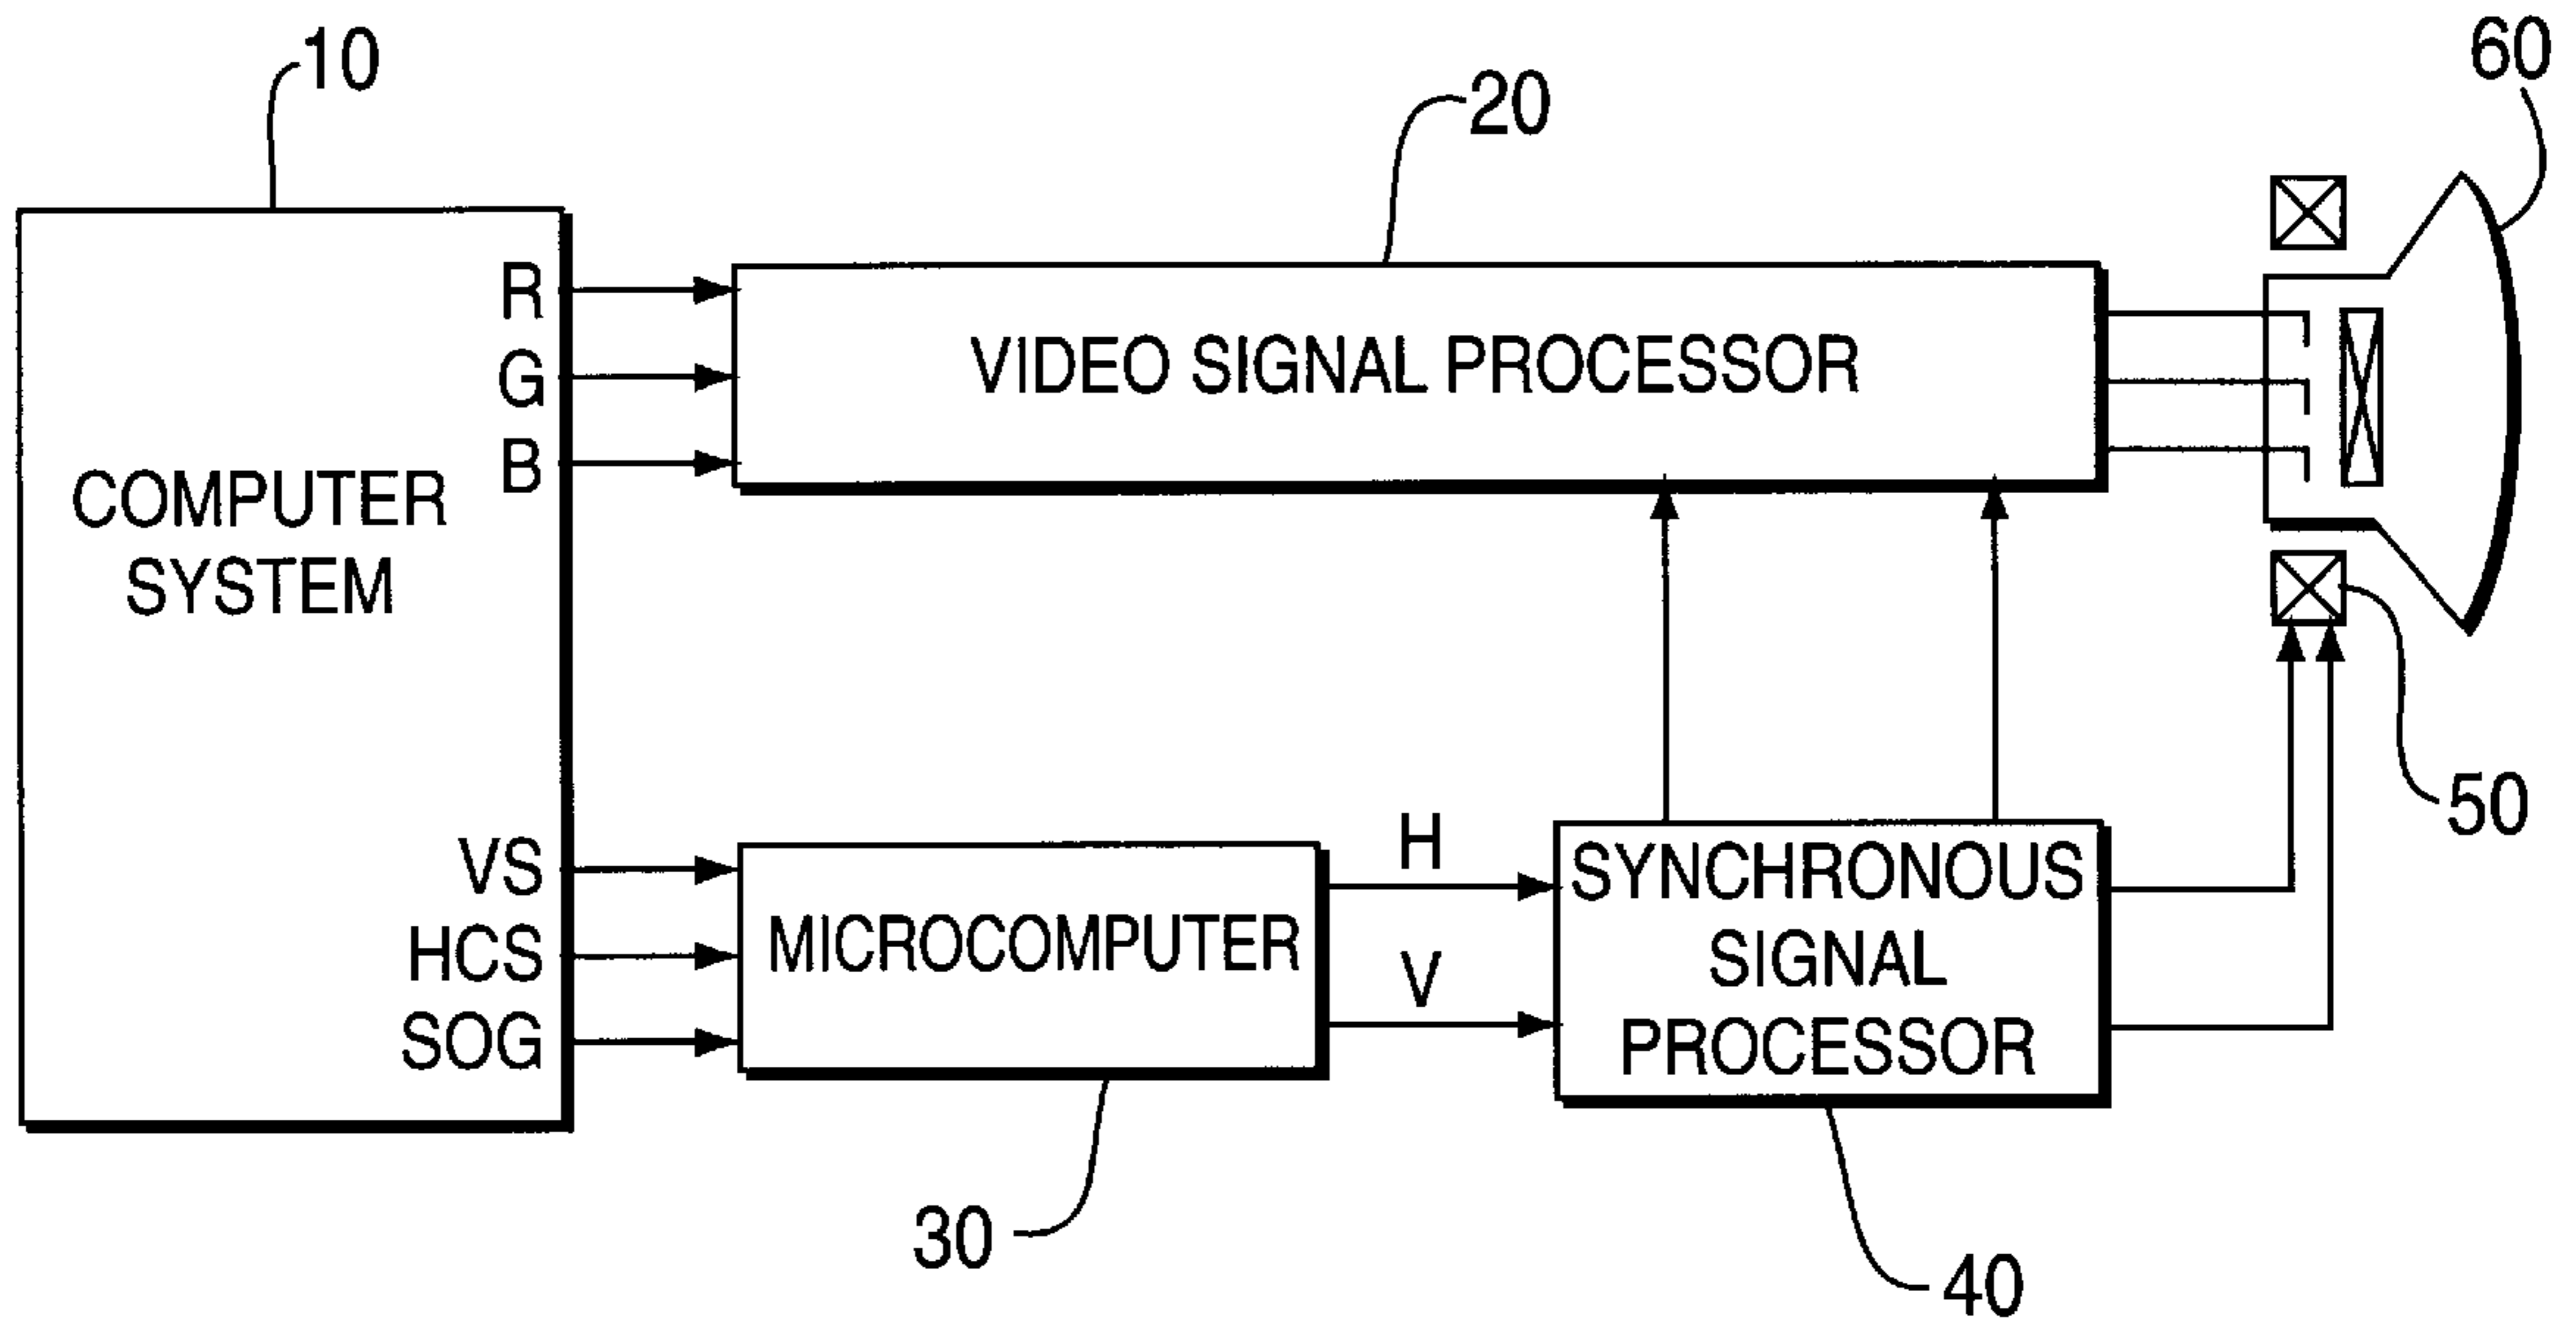 10
20
60
R
G
B
COMPUTER
SYSTEM
VIDEO SIGNAL PROCESSOR
50
VS
HCS
SOG
MICROCOMPUTER
H
V
SYNCHRONOUS
SIGNAL
PROCESSOR
30
40